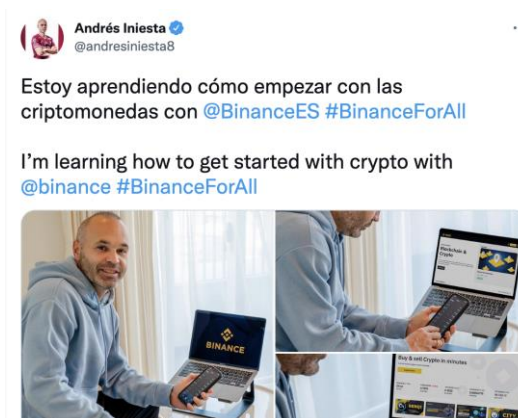 Andrés Iniesta
@andresiniesta8
Estoy aprendiendo cómo empezar con las
criptomonedas con @BinanceES #BinanceForAll
I'm learning how to get started with crypto with
@binance #BinanceForAll
BINANCE
Blockchain &
Crypto
Buy & sell Crypto in minutes
CITY